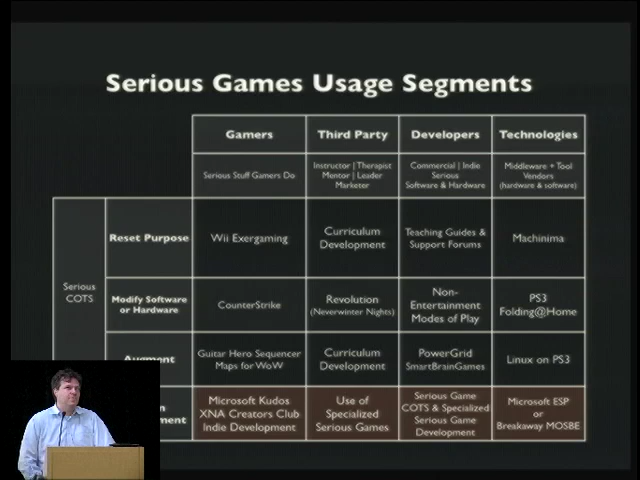 Serious Games Usage Segments
Gamers
Third Party
Developers
Technologies
Serious Stuff Gamers Do
Instructor | Therapist
Mentor | Leader
Marketer
Commercial | Indie
Serious
Software & Hardware
Middleware + Tool
Vendors
(hardware & software)
Serious
COTS
Reset Purpose
Wii Exergaming
Curriculum
Development
Teaching Guides &
Support Forums
Machinima
Modify Software
or Hardware
CounterStrike
Revolution
(Neverwinter Nights)
Non-
Entertainment
Modes of Play
PS3
Folding@Home
Augment
Guitar Hero Sequencer
Maps for WoW
Curriculum
Development
PowerGrid
SmartBrainGames
Linux on PS3
Microsoft Kudos
XNA Creators Club
Indie Development
Use of
Specialized
Serious Games
Serious Game
COTS & Specialized
Serious Game
Development
Microsoft ESP
or
Breakaway MOSBE